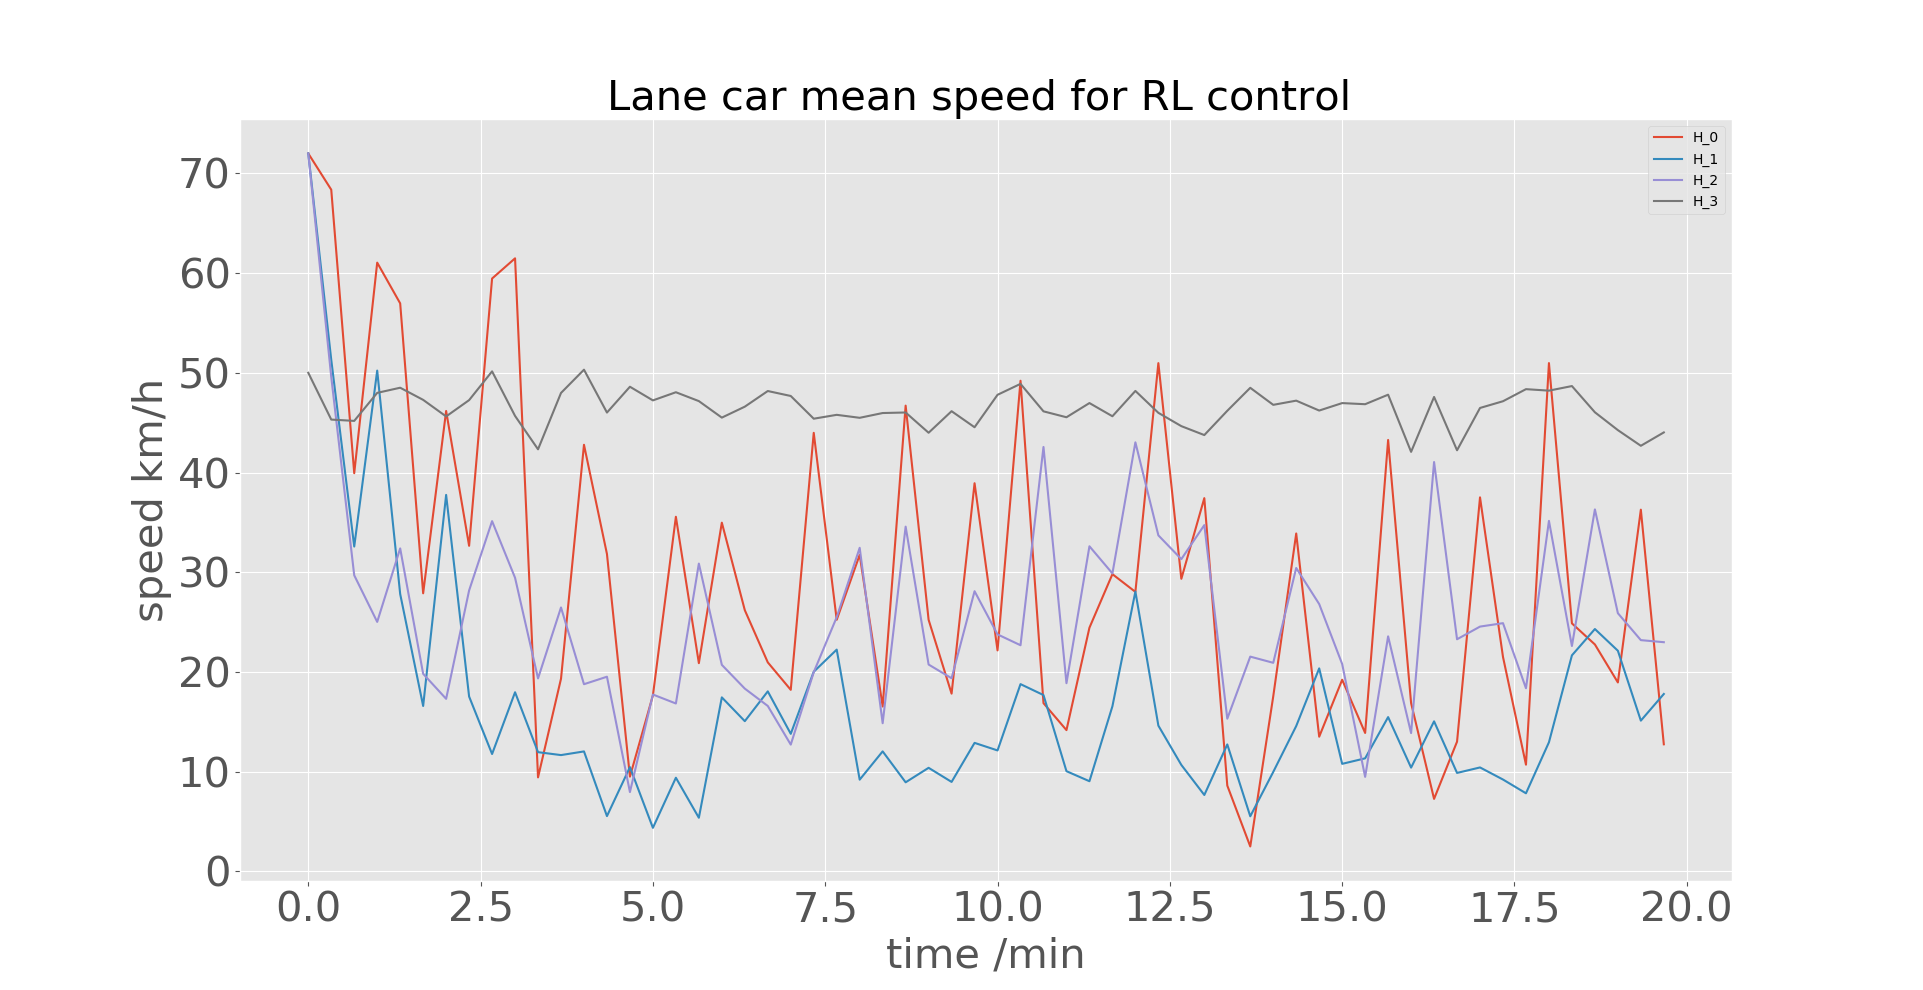 Lane car mean speed for RL control
H_0
H_1
H_2
H_3
70
60
50
40
30
20
10
0
speed km/h
0.0 2.5 5.0 7.5 10.0 12.5 15.0 17.5 20.0
time /min